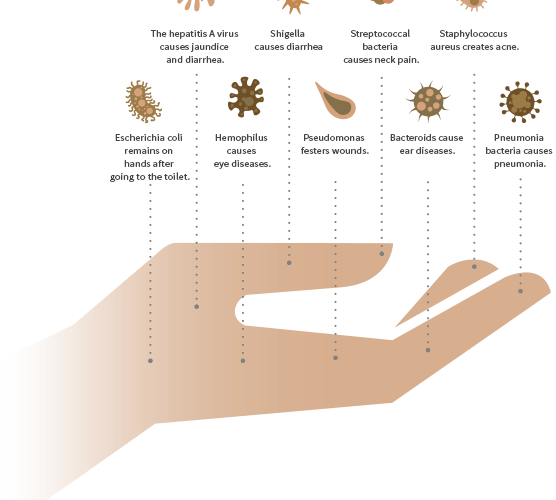 The hepatitis A virus
causes jaundice
and diarrhea.
Shigella
causes diarrhea
Streptococcal
bacteria
causes neck pain.
Staphylococcus
aureus creates acne.
Escherichia coli
remains on
hands after
going to the toilet.
Hemophilus
causes
eye diseases.
Pseudomonas
festers wounds.
Bacteroids cause
ear diseases.
Pneumonia
bacteria causes
pneumonia.